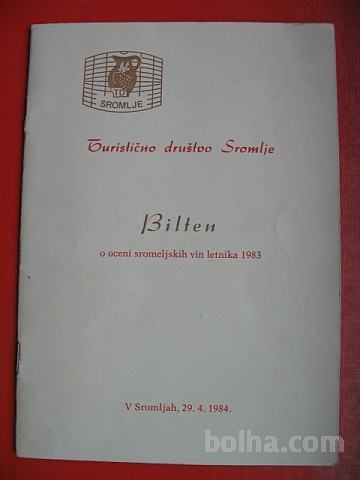 TD
SROMLJE
Turistično društvo Sromlje
Bilten
o oceni sromeljskih vin letnika 1983
V Sromljah, 29. 4. 1984.
bolha.com